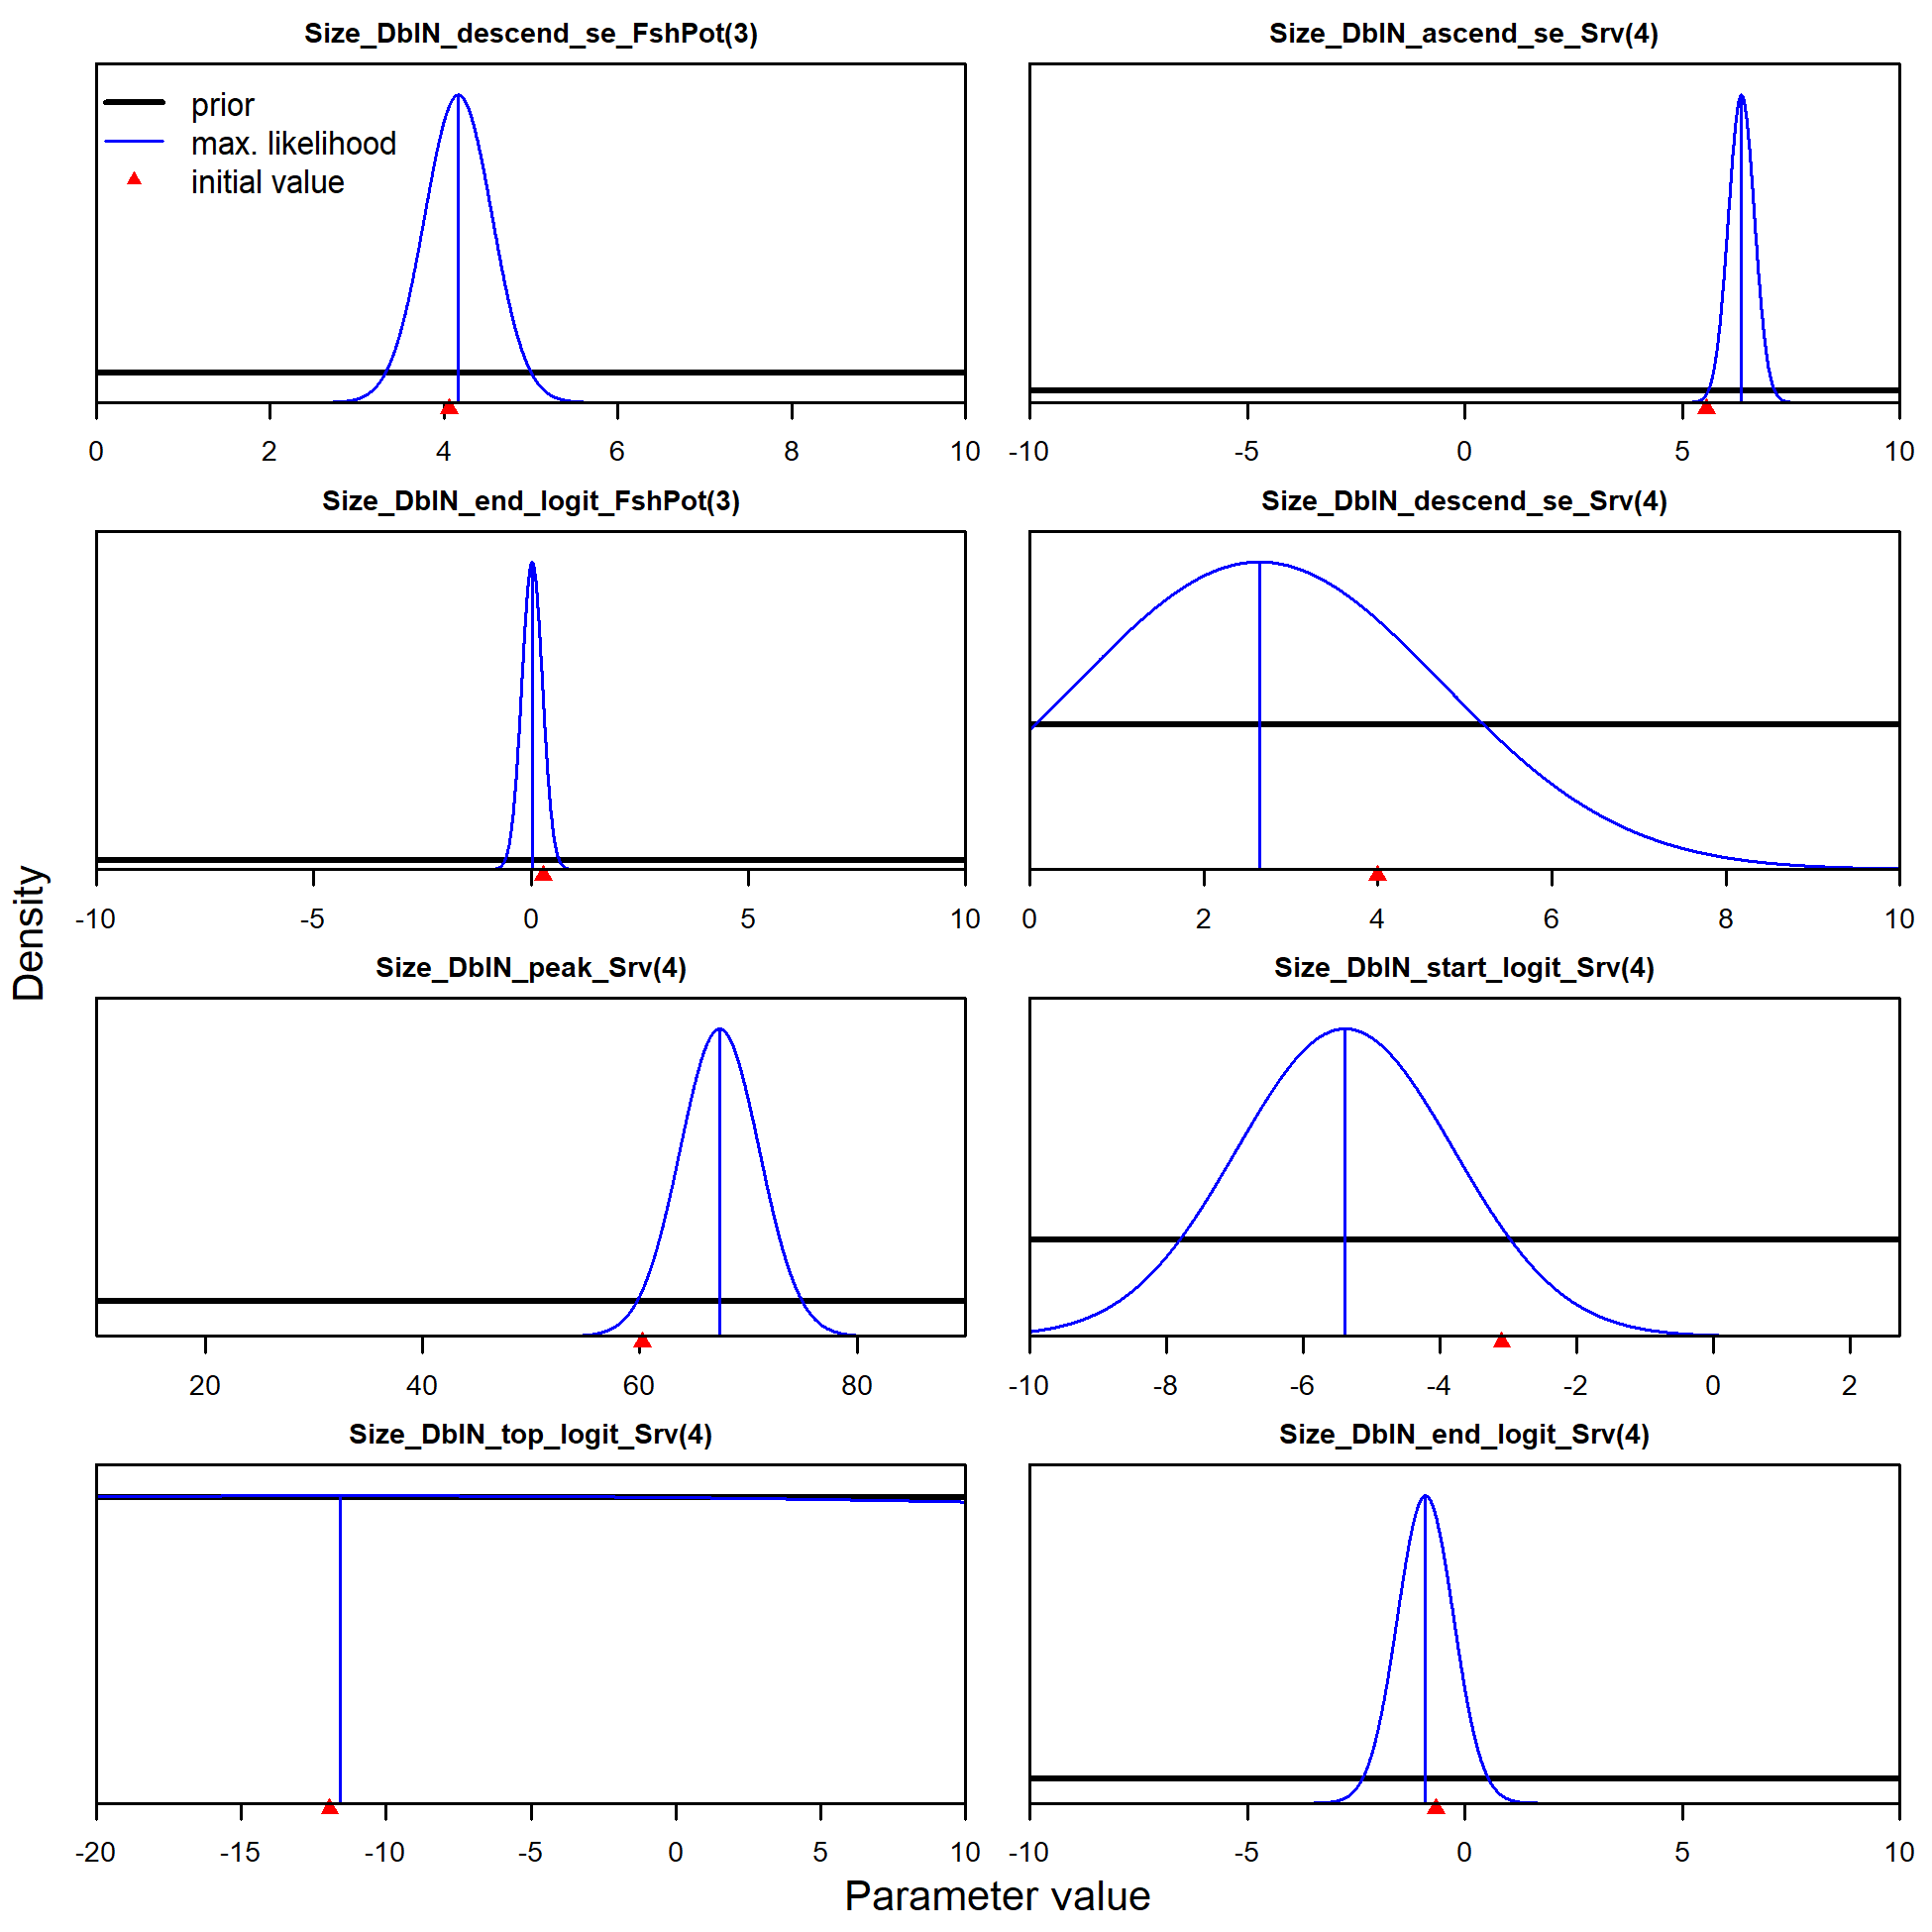 Size_DblN_descend_se_FshPot(3)
prior
max. likelihood
initial value
0 2 4 6 8 10
Size_DblN_ascend_se_Srv(4)
-10 -5 0 5 10
Size_DblN_end_logit_FshPot(3)
-10 -5 0 5 10
Size_DblN_descend_se_Srv(4)
0 2 4 6 8 10
Size_DblN_peak_Srv(4)
20 40 60 80
Size_DblN_start_logit_Srv(4)
-10 -8 -6 -4 -2 0 2
Size_DblN_top_logit_Srv(4)
-20 -15 -10 -5 0 5 10
Size_DblN_end_logit_Srv(4)
-10 -5 0 5 10
Density
Parameter value